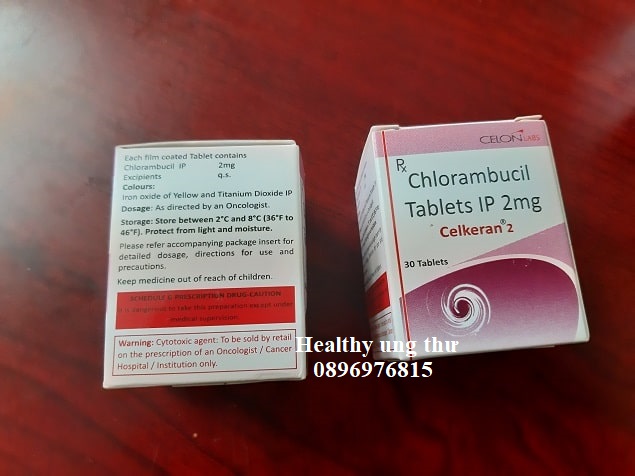 Each film coated Tablet contains
Chlorambucil IP 2mg
Excipients q.s.
Colours:
Iron oxide of Yellow and Titanium Dioxide IP
Dosage: As directed by an Oncologist.
Storage: Store between 2°C and 8°C (36°F to
46°F). Protect from light and moisture.
Please refer accompanying package insert for
detailed dosage, directions for use and
precautions.
Keep medicine out of reach of children.
SCHEDULE G PRESCRIPTION DRUG-CAUTION
It is dangerous to take this preparation except under
medical supervision.
Warning: Cytotoxic agent: To be sold by retail
on the prescription of an Oncologist / Cancer
Hospital / Institution only.
CELON LABS
Rx
Chlorambucil
Tablets IP 2mg
Celkeran® 2
30 Tablets
Healthy ung thư
0896976815